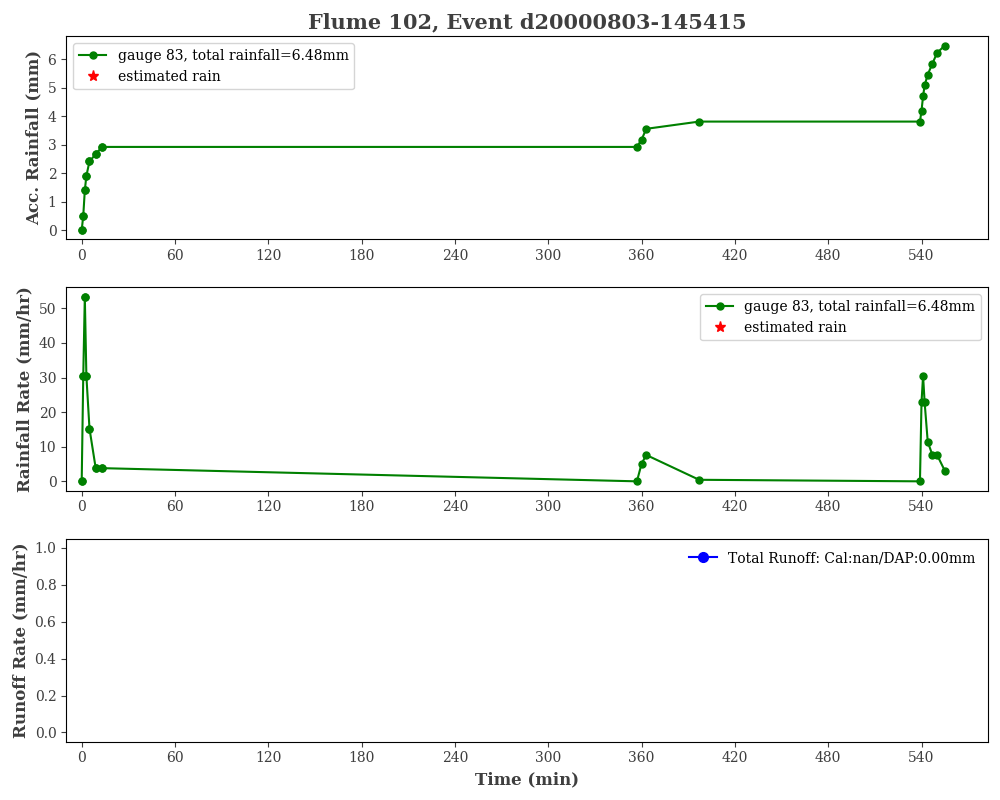 Flume 102, Event d20000803-145415
Acc. Rainfall (mm)
6
5
4
3
2
1
0
gauge 83, total rainfall=6.48mm
estimated rain
0 60 120 180 240 300 360 420 480 540
Rainfall Rate (mm/hr)
50
40
30
20
10
0
gauge 83, total rainfall=6.48mm
estimated rain
0 60 120 180 240 300 360 420 480 540
Runoff Rate (mm/hr)
1.0
0.8
0.6
0.4
0.2
0.0
Total Runoff: Cal:nan/DAP:0.00mm
0 60 120 180 240 300 360 420 480 540
Time (min)